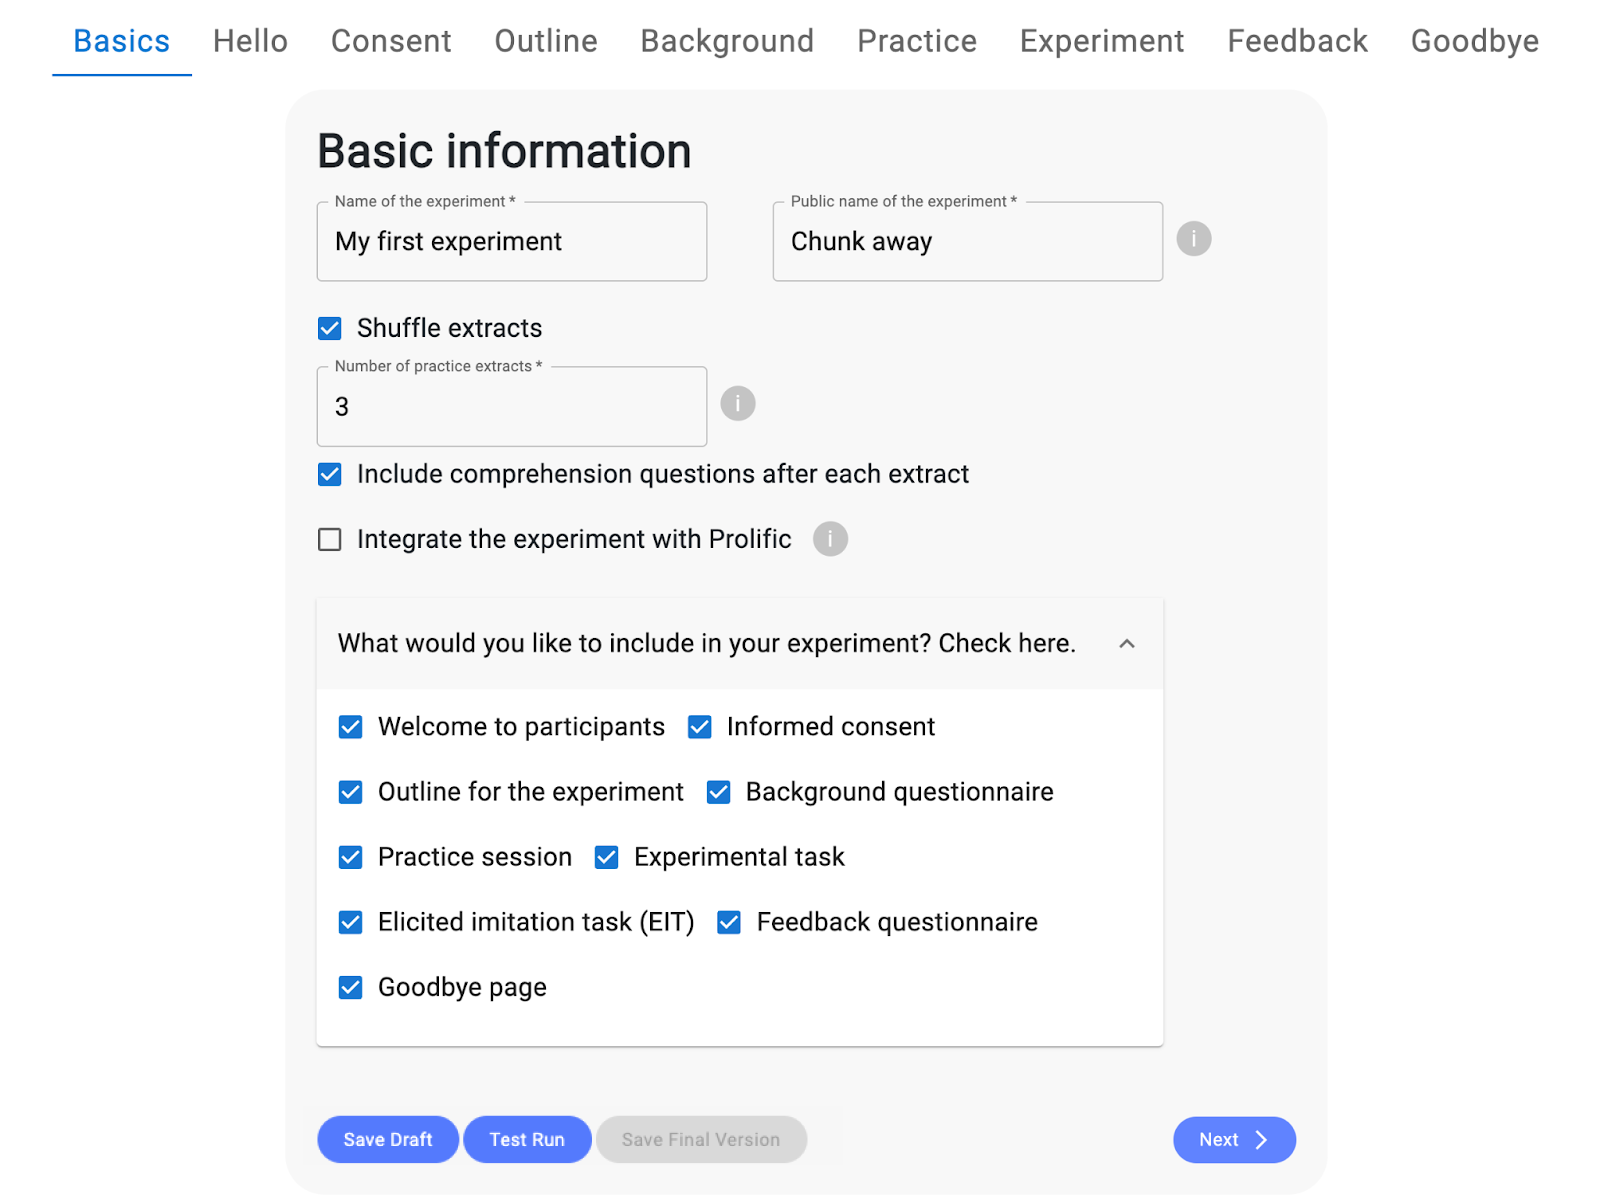 Basics Hello Consent Outline Background Practice Experiment Feedback Goodbye
Basic information
Name of the experiment * Public name of the experiment *
My first experiment Chunk away i
Shuffle extracts
Number of practice extracts *
3 i
Include comprehension questions after each extract
Integrate the experiment with Prolific i
What would you like to include in your experiment? Check here.
Welcome to participants Informed consent
Outline for the experiment Background questionnaire
Practice session Experimental task
Elicited imitation task (EIT) Feedback questionnaire
Goodbye page
Save Draft Test Run Save Final Version Next